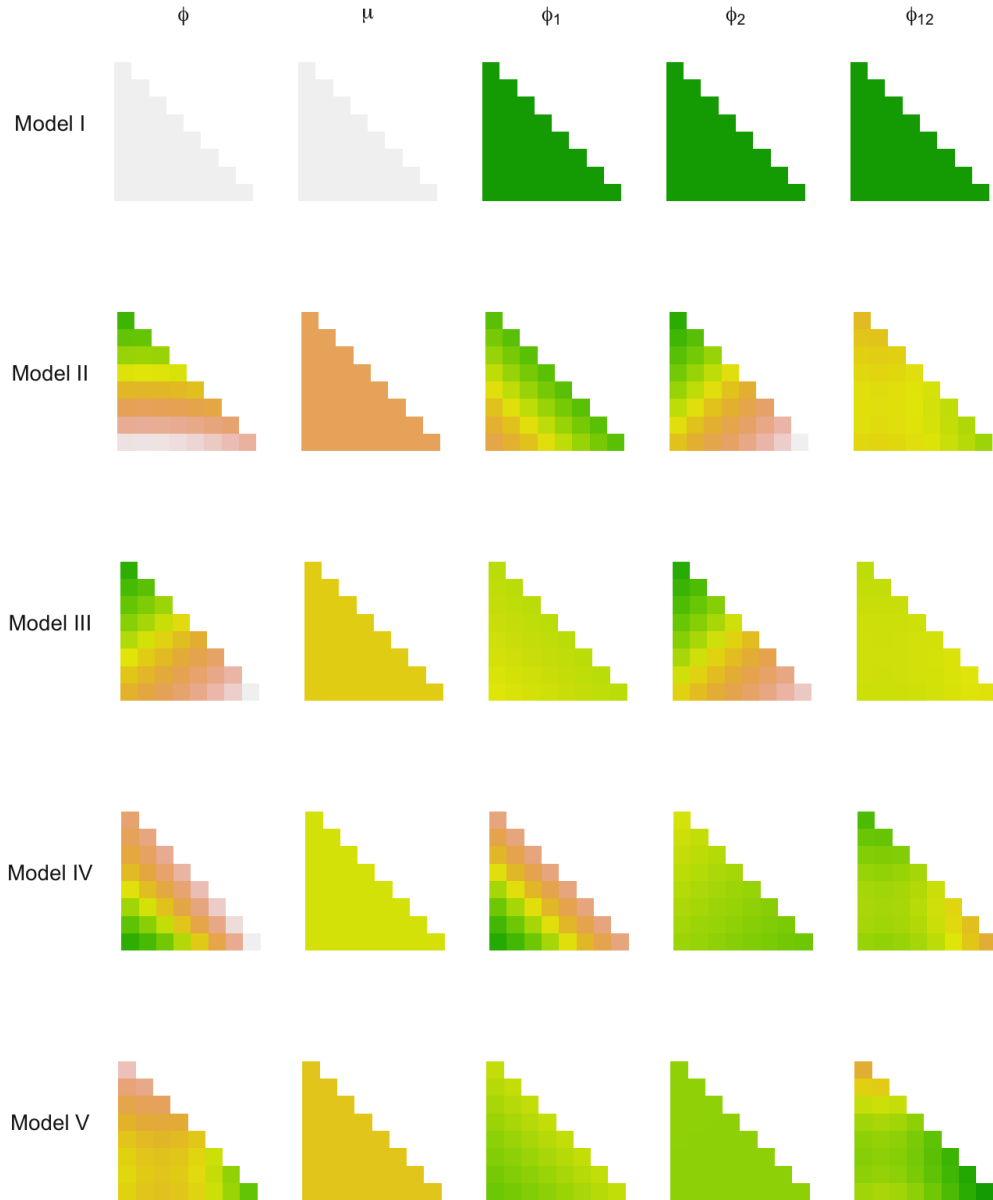 ϕ μ ϕ₁ ϕ₂ ϕ₁₂
Model I
Model II
Model III
Model IV
Model V